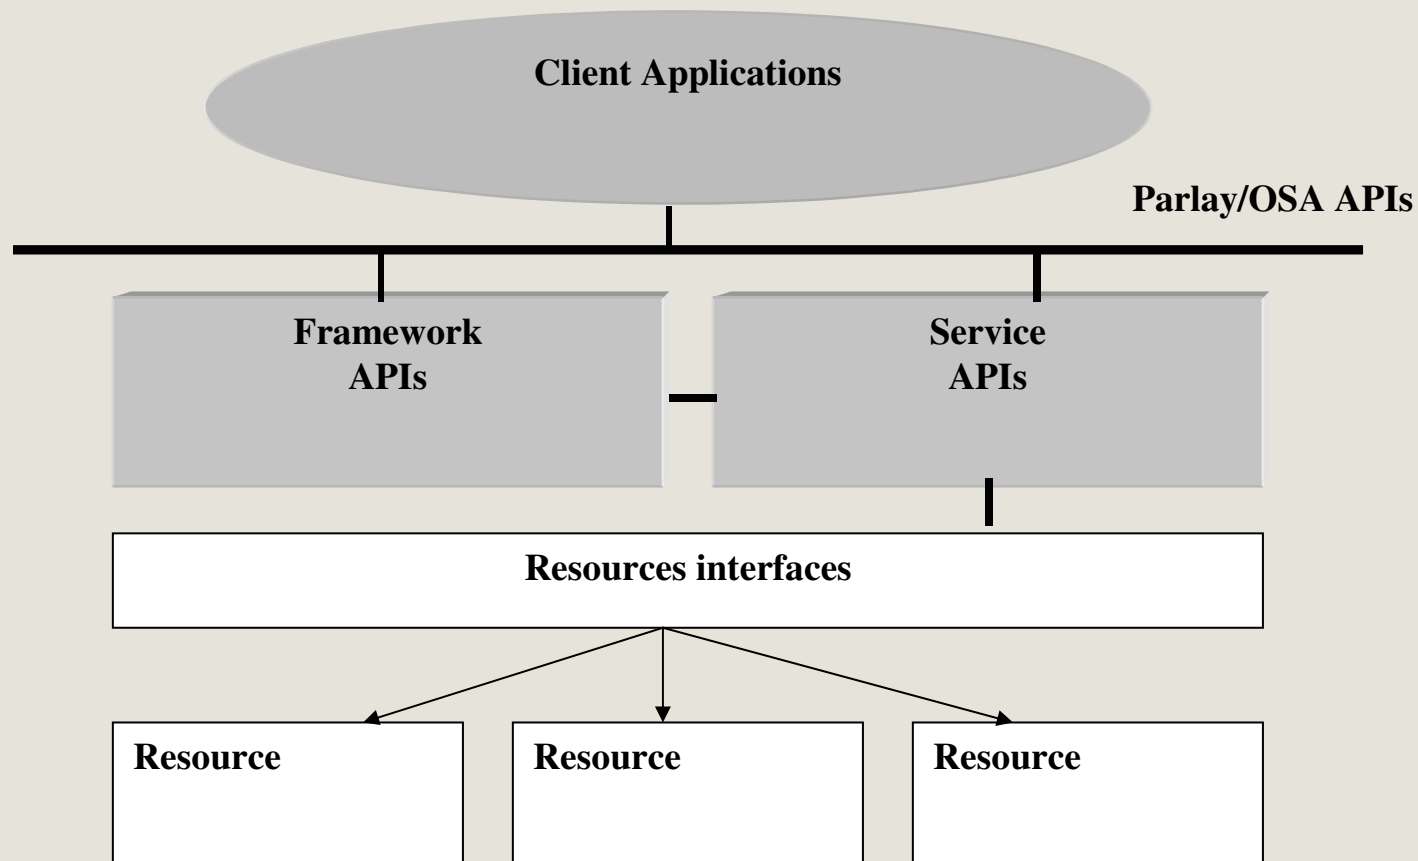 Client Applications
Parlay/OSA APIs
Framework
APIs
Service
APIs
Resources interfaces
Resource
Resource
Resource